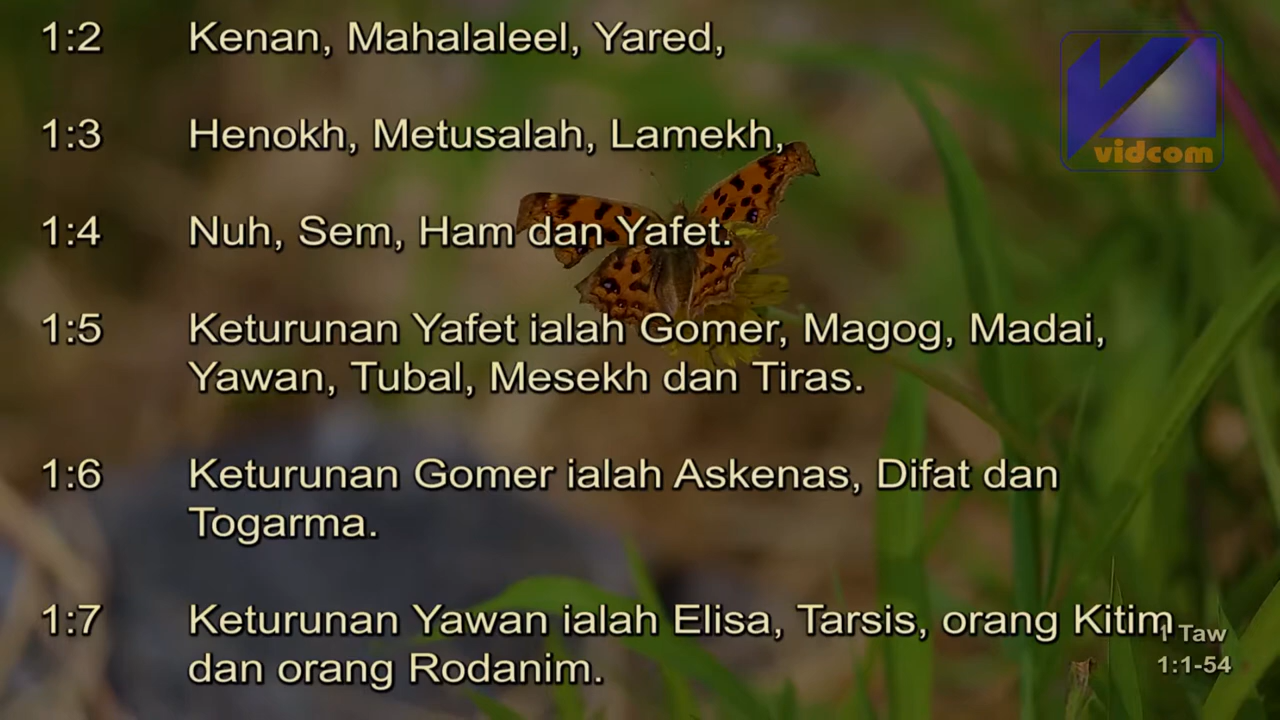 1:2 Kenan, Mahalaleel, Yared,
1:3 Henokh, Metusalah, Lamekh,
1:4 Nuh, Sem, Ham dan Yafet.
1:5 Keturunan Yafet ialah Gomer, Magog, Madai,
Yawan, Tubal, Mesekh dan Tiras.
1:6 Keturunan Gomer ialah Askenas, Difat dan
Togarma.
1:7 Keturunan Yawan ialah Elisa, Tarsis, orang Kitim
dan orang Rodanim.
vidcom
1 Taw
1:1-54